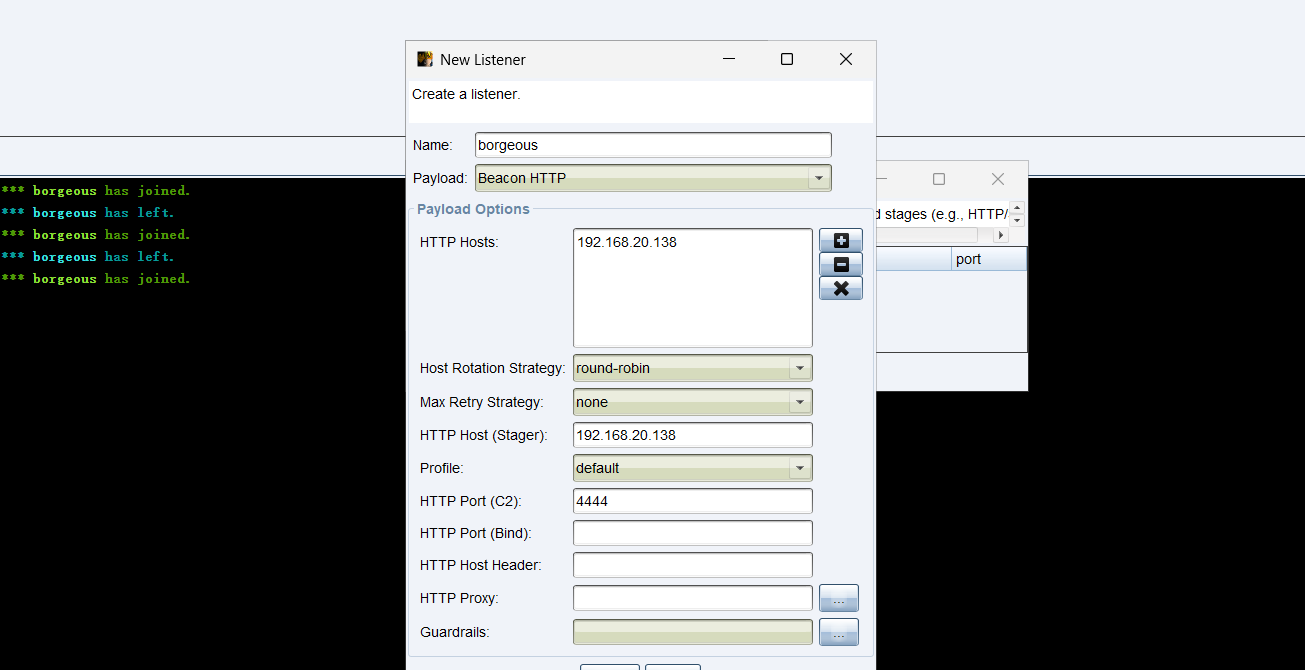 New Listener
Create a listener.
Name: borgeous
Payload: Beacon HTTP
Payload Options
HTTP Hosts: 192.168.20.138
Host Rotation Strategy: round-robin
Max Retry Strategy: none
HTTP Host (Stager): 192.168.20.138
Profile: default
HTTP Port (C2): 4444
HTTP Port (Bind):
HTTP Host Header:
HTTP Proxy: ...
Guardrails: ...
*** borgeous has joined.
*** borgeous has left.
*** borgeous has joined.
*** borgeous has left.
*** borgeous has joined.
d stages (e.g., HTTP/
port